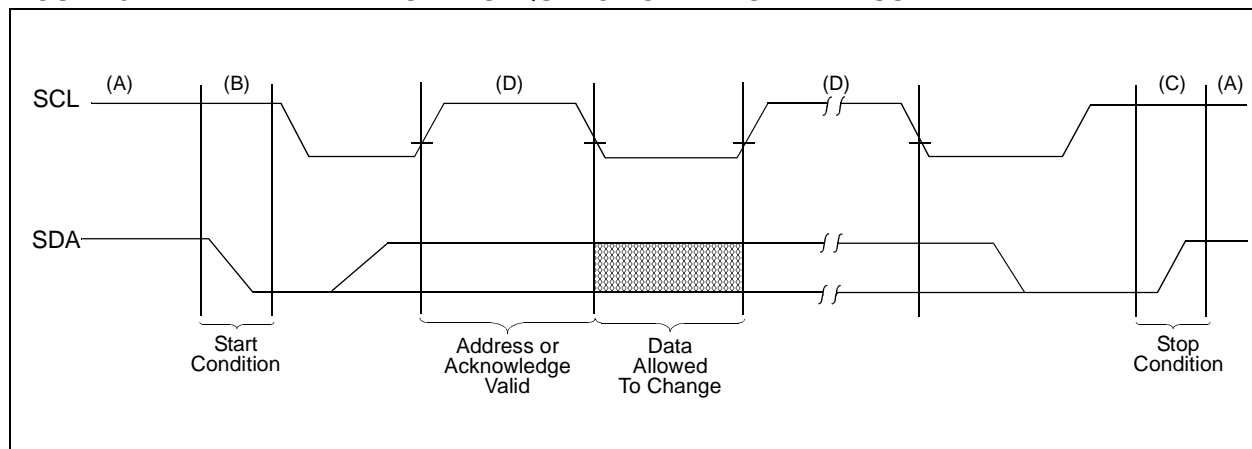 (A) (B) (D) (D) (C) (A)
SCL
SDA
Start
Condition
Address or
Acknowledge
Valid
Data
Allowed
To Change
Stop
Condition